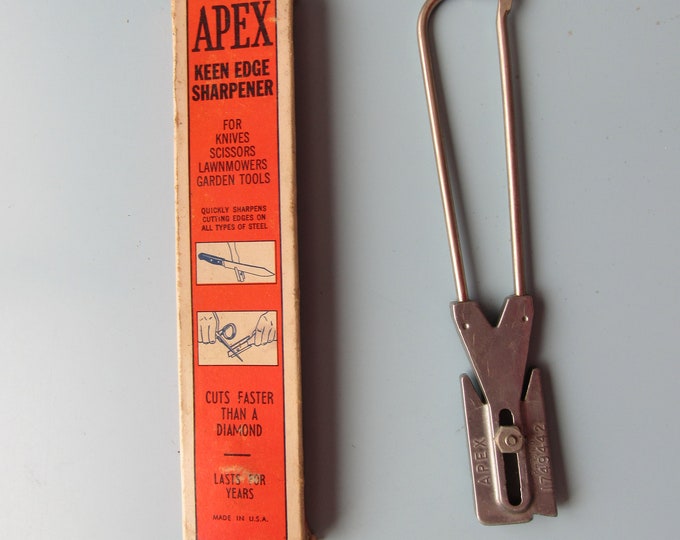 APEX
KEEN EDGE
SHARPENER
FOR
KNIVES
SCISSORS
LAWNMOWERS
GARDEN TOOLS
QUICKLY SHARPENS
CUTTING EDGES ON
ALL TYPES OF STEEL
CUTS FASTER
THAN A
DIAMOND
LASTS FOR
YEARS
MADE IN U.S.A.
APEX
1748442